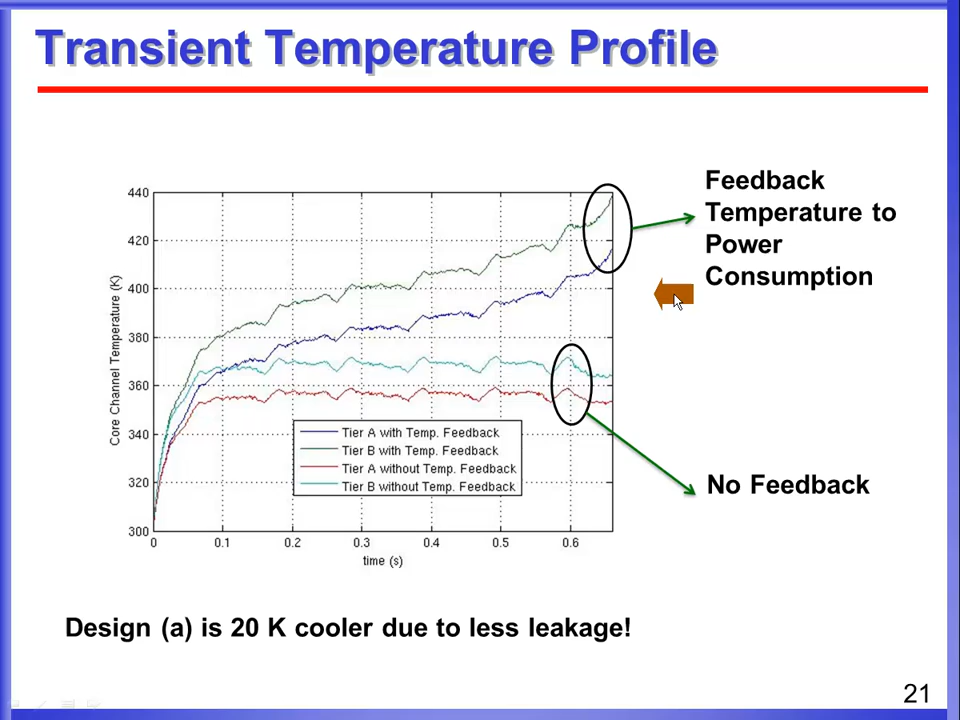 Transient Temperature Profile
Feedback
Temperature to
Power
Consumption
440
420
400
380
360
340
320
300
Core Channel Temperature (K)
Tier A with Temp. Feedback
Tier B with Temp. Feedback
Tier A without Temp. Feedback
Tier B without Temp. Feedback
No Feedback
0 0.1 0.2 0.3 0.4 0.5 0.6
time (s)
Design (a) is 20 K cooler due to less leakage!
21